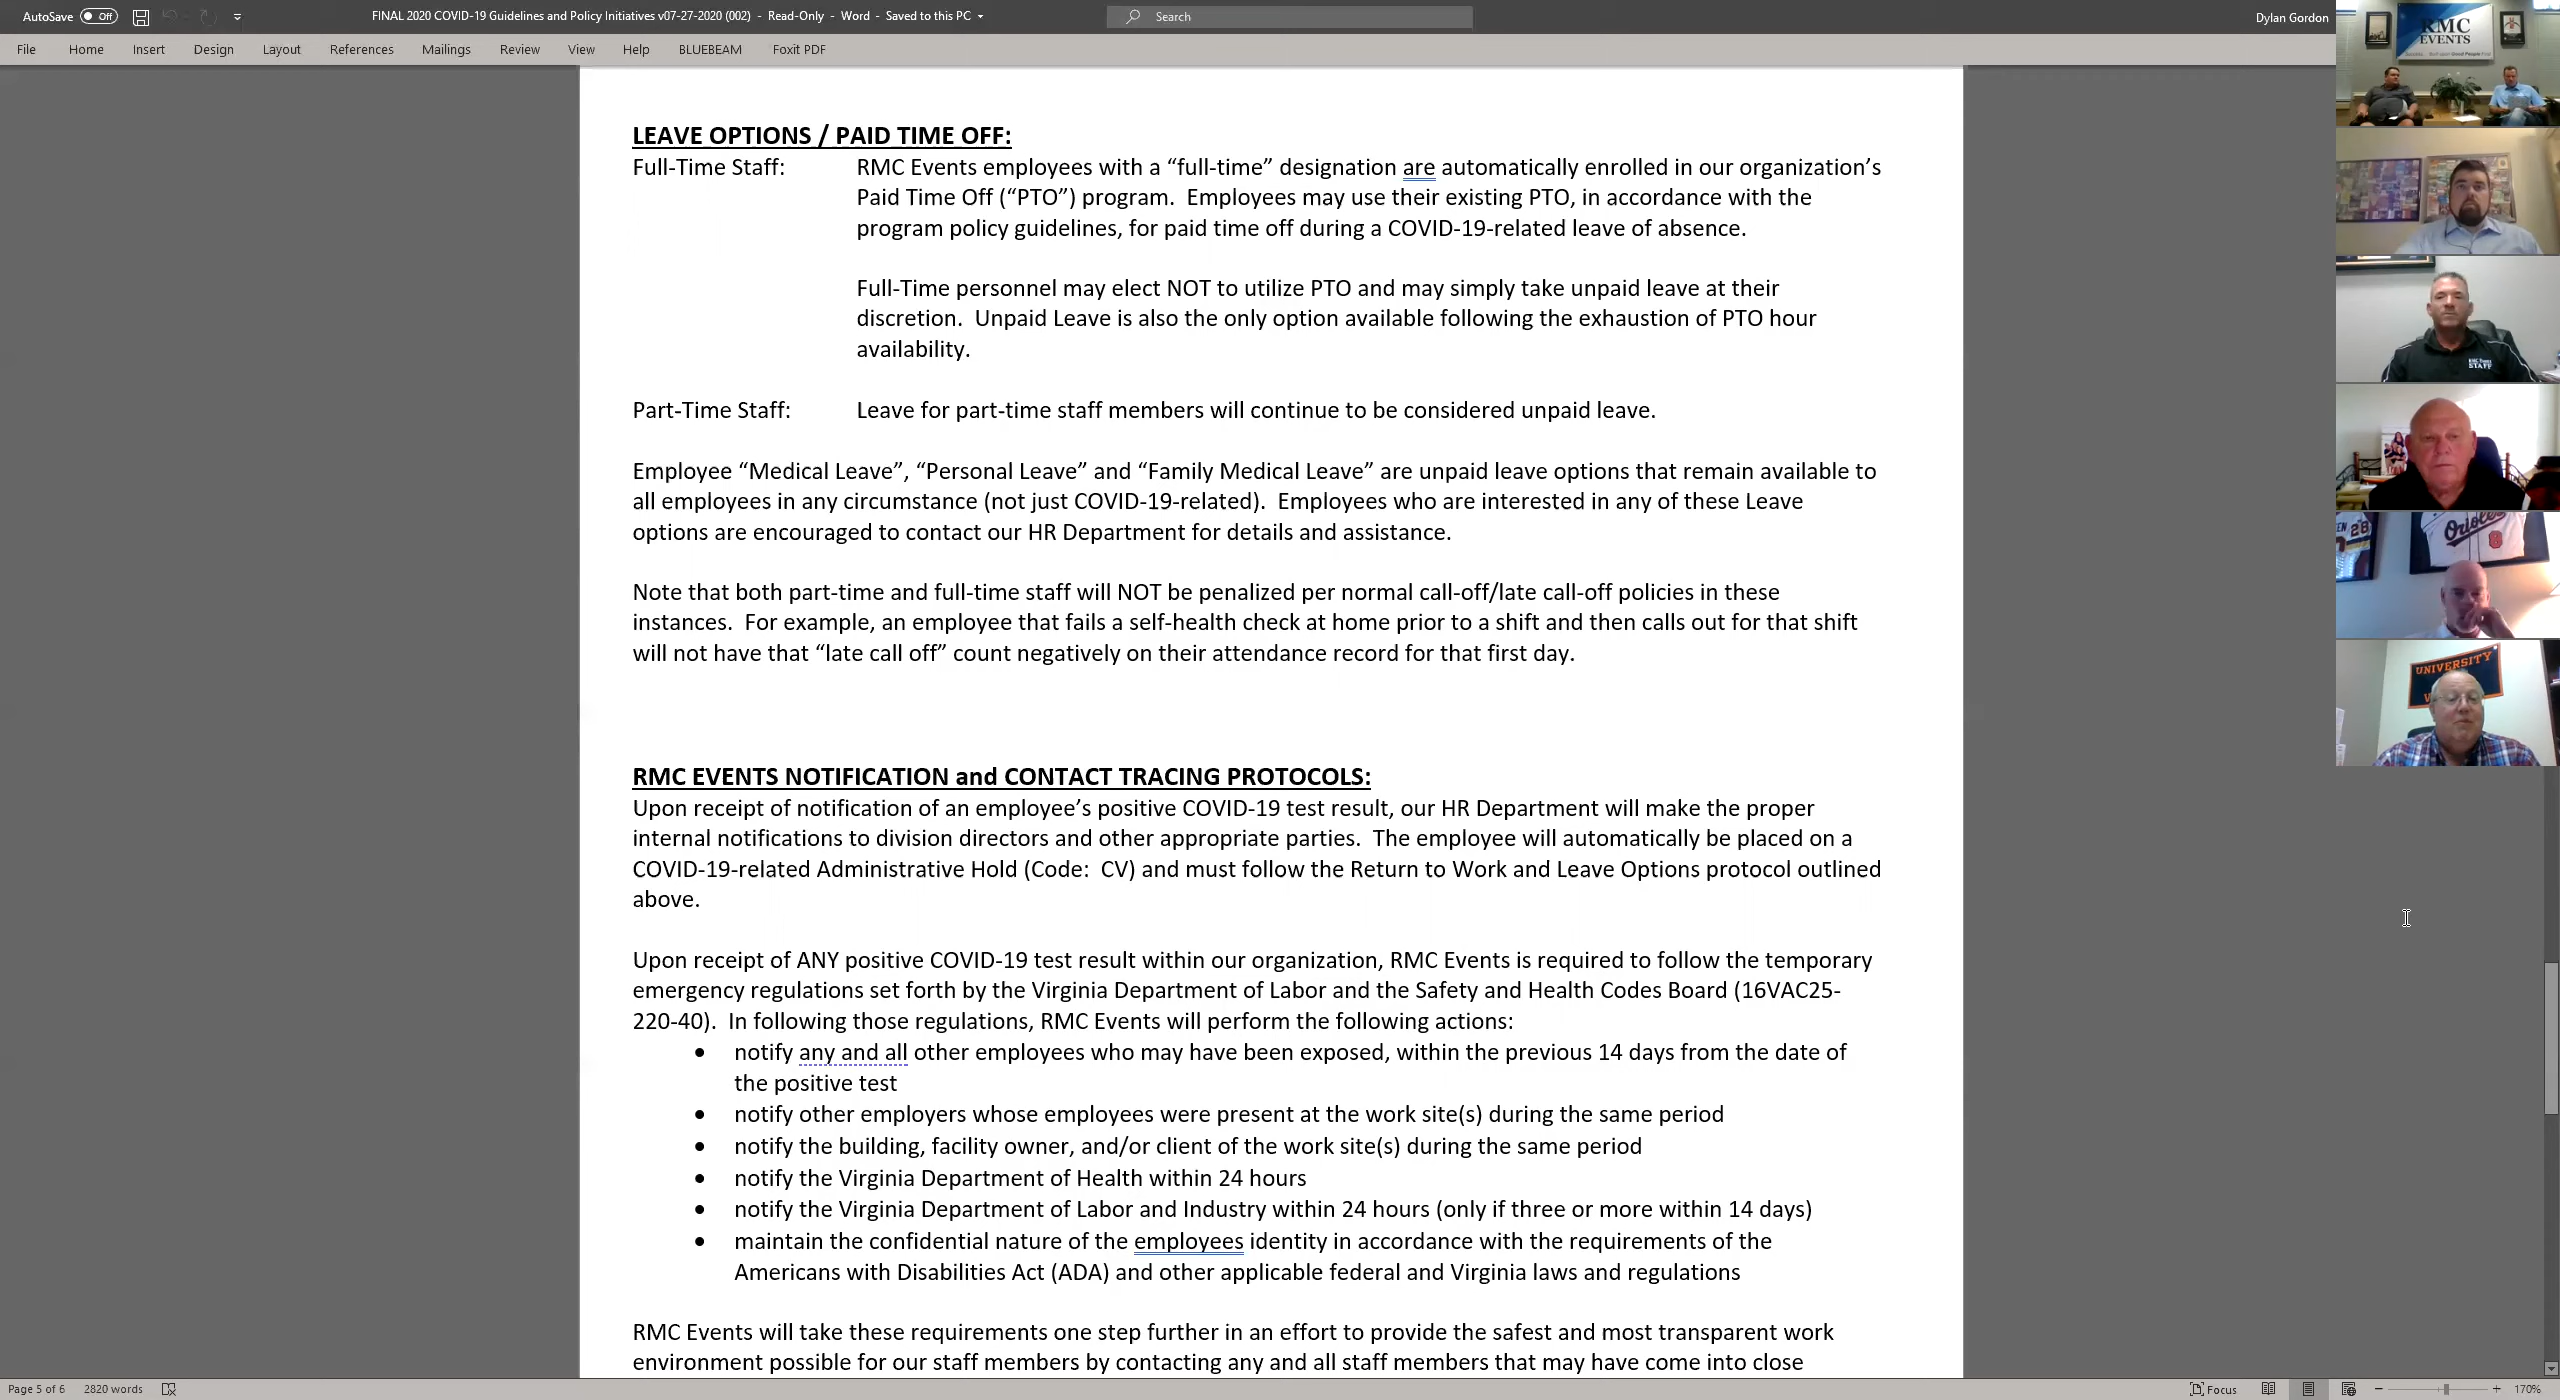 AutoSave Off
FINAL 2020 COVID-19 Guidelines and Policy Initiatives v07-27-2020 (002) - Read-Only - Word - Saved to this PC
Search
Dylan Gordon
File Home Insert Design Layout References Mailings Review View Help BLUEBEAM Foxit PDF
LEAVE OPTIONS / PAID TIME OFF:
Full-Time Staff: RMC Events employees with a “full-time” designation are automatically enrolled in our organization’s
Paid Time Off (“PTO”) program. Employees may use their existing PTO, in accordance with the
program policy guidelines, for paid time off during a COVID-19-related leave of absence.
Full-Time personnel may elect NOT to utilize PTO and may simply take unpaid leave at their
discretion. Unpaid Leave is also the only option available following the exhaustion of PTO hour
availability.
Part-Time Staff: Leave for part-time staff members will continue to be considered unpaid leave.
Employee “Medical Leave”, “Personal Leave” and “Family Medical Leave” are unpaid leave options that remain available to
all employees in any circumstance (not just COVID-19-related). Employees who are interested in any of these Leave
options are encouraged to contact our HR Department for details and assistance.
Note that both part-time and full-time staff will NOT be penalized per normal call-off/late call-off policies in these
instances. For example, an employee that fails a self-health check at home prior to a shift and then calls out for that shift
will not have that “late call off” count negatively on their attendance record for that first day.
RMC EVENTS NOTIFICATION and CONTACT TRACING PROTOCOLS:
Upon receipt of notification of an employee’s positive COVID-19 test result, our HR Department will make the proper
internal notifications to division directors and other appropriate parties. The employee will automatically be placed on a
COVID-19-related Administrative Hold (Code: CV) and must follow the Return to Work and Leave Options protocol outlined
above.
Upon receipt of ANY positive COVID-19 test result within our organization, RMC Events is required to follow the temporary
emergency regulations set forth by the Virginia Department of Labor and the Safety and Health Codes Board (16VAC25-
220-40). In following those regulations, RMC Events will perform the following actions:
• notify any and all other employees who may have been exposed, within the previous 14 days from the date of
the positive test
• notify other employers whose employees were present at the work site(s) during the same period
• notify the building, facility owner, and/or client of the work site(s) during the same period
• notify the Virginia Department of Health within 24 hours
• notify the Virginia Department of Labor and Industry within 24 hours (only if three or more within 14 days)
• maintain the confidential nature of the employees identity in accordance with the requirements of the
Americans with Disabilities Act (ADA) and other applicable federal and Virginia laws and regulations
RMC Events will take these requirements one step further in an effort to provide the safest and most transparent work
environment possible for our staff members by contacting any and all staff members that may have come into close
Page 5 of 6 2820 words
Focus
170%
RMC
EVENTS
STAFF
28
Orioles
8
UNIVERSITY